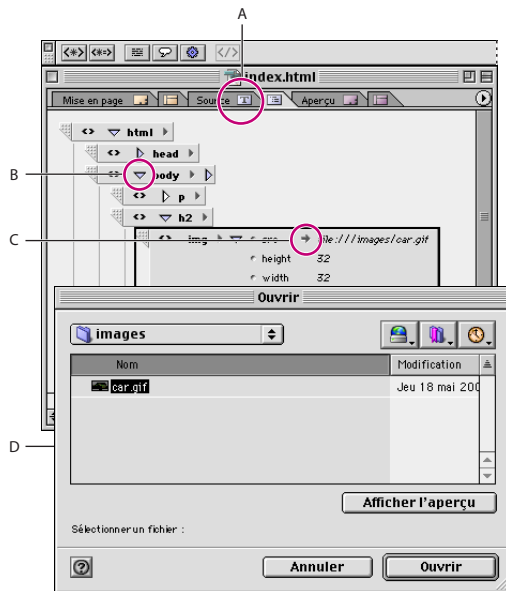 A
index.html
Mise en page Source Aperçu
html
head
B
body
p
h2
C
img src file:///images/car.gif
height 32
width 32
Ouvrir
images
Nom Modification
car.gif Jeu 18 mai 200
D
Afficher l'aperçu
Sélectionner un fichier :
Annuler Ouvrir